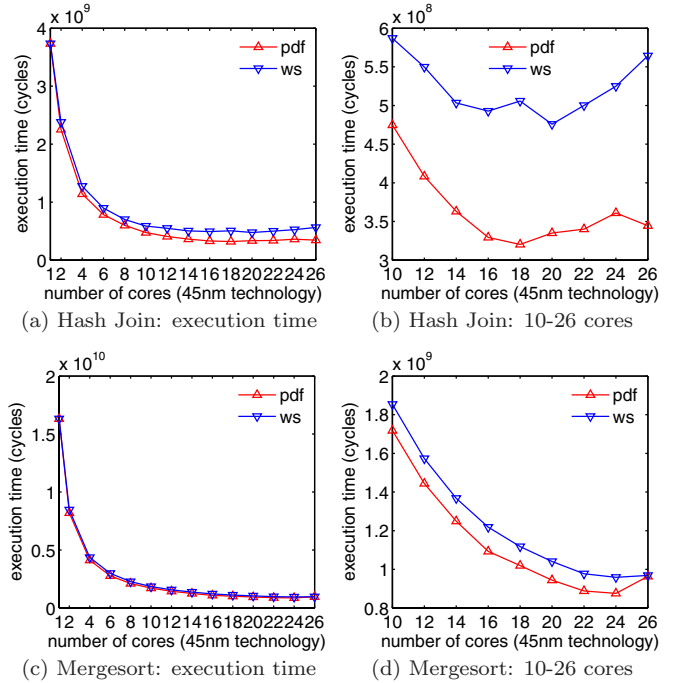 x 10^9
4
3
2
1
0
execution time (cycles)
pdf
ws
1 2 4 6 8 10 12 14 16 18 20 22 24 26
number of cores (45nm technology)
(a) Hash Join: execution time
x 10^8
6
5.5
5
4.5
4
3.5
3
execution time (cycles)
pdf
ws
10 12 14 16 18 20 22 24 26
number of cores (45nm technology)
(b) Hash Join: 10-26 cores
x 10^10
2
1.5
1
0.5
0
execution time (cycles)
pdf
ws
1 2 4 6 8 10 12 14 16 18 20 22 24 26
number of cores (45nm technology)
(c) Mergesort: execution time
x 10^9
2
1.8
1.6
1.4
1.2
1
0.8
execution time (cycles)
pdf
ws
10 12 14 16 18 20 22 24 26
number of cores (45nm technology)
(d) Mergesort: 10-26 cores